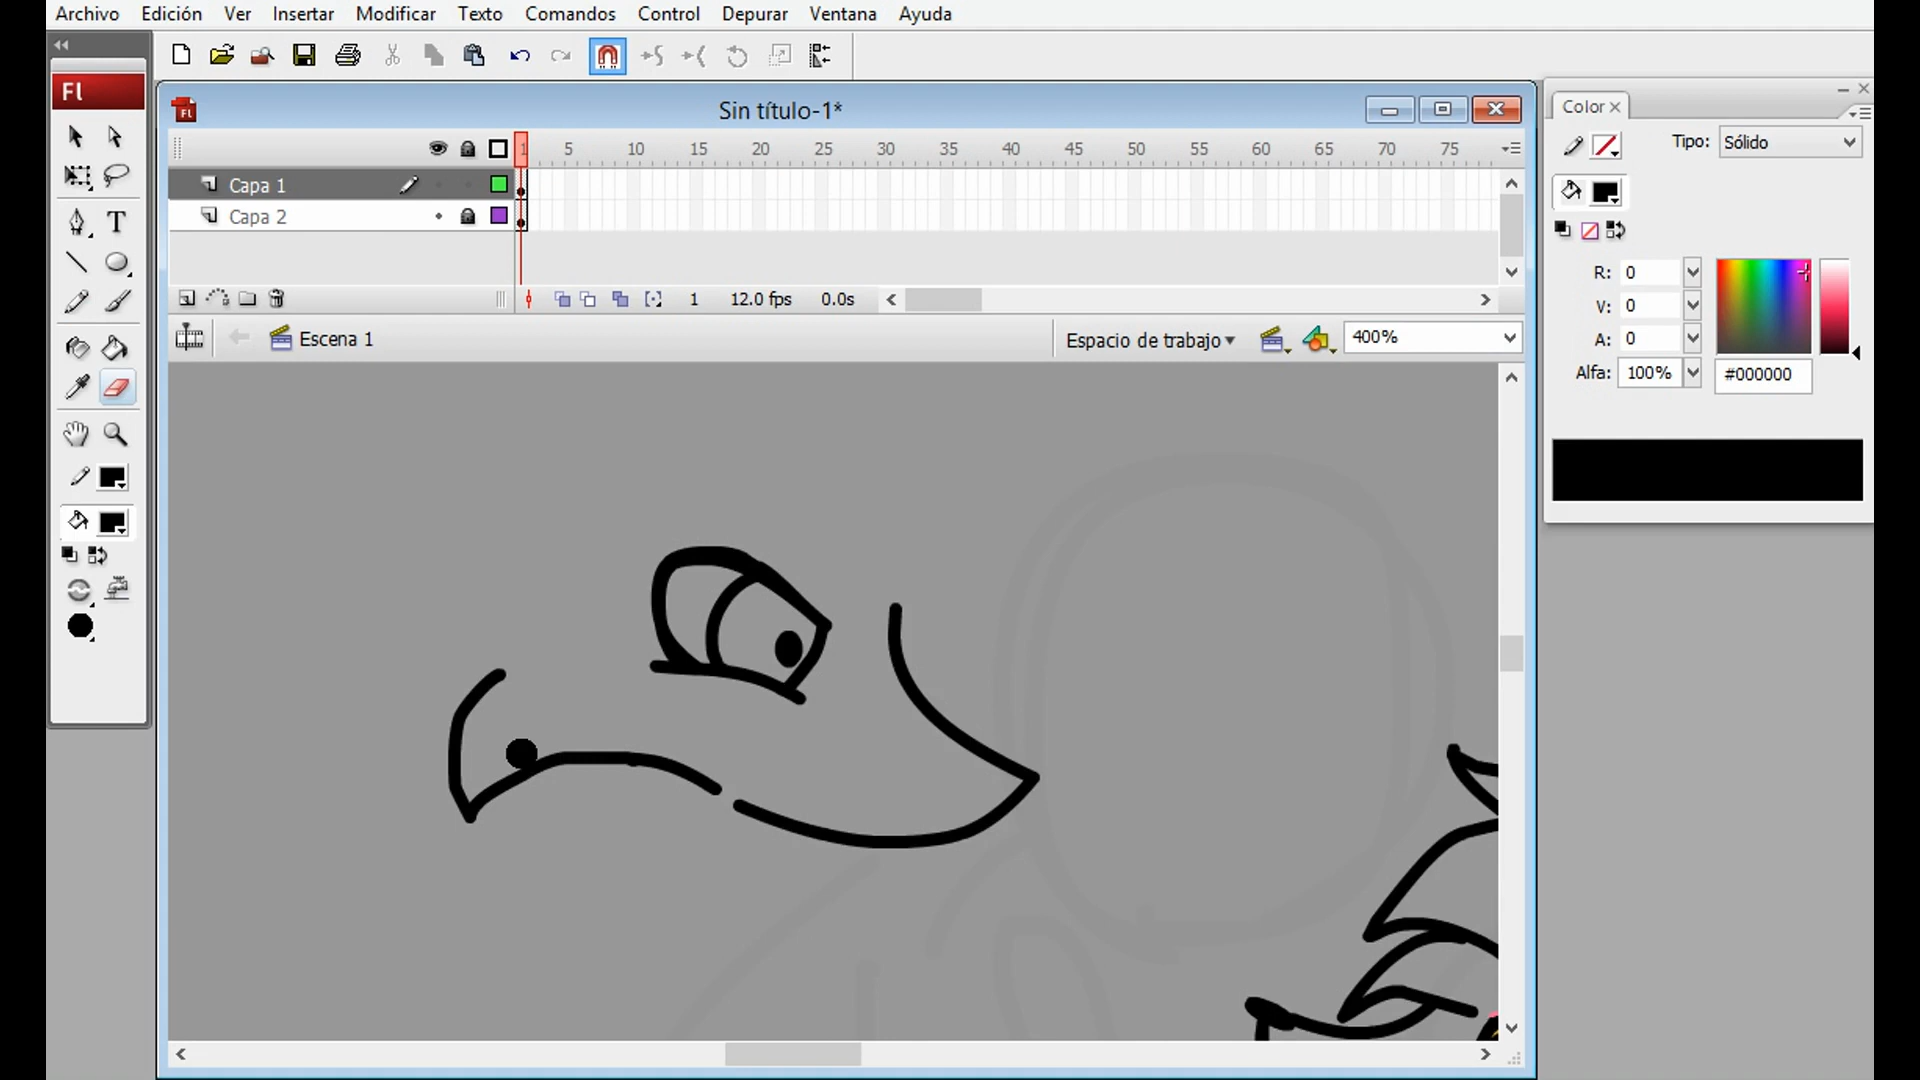 Archivo Edición Ver Insertar Modificar Texto Comandos Control Depurar Ventana Ayuda
Fl
Sin título-1*
Color
Tipo: Sólido
1 5 10 15 20 25 30 35 40 45 50 55 60 65 70 75
Capa 1
Capa 2
1 12.0 fps 0.0s
Escena 1
Espacio de trabajo
400%
R: 0
V: 0
A: 0
Alfa: 100%
#000000